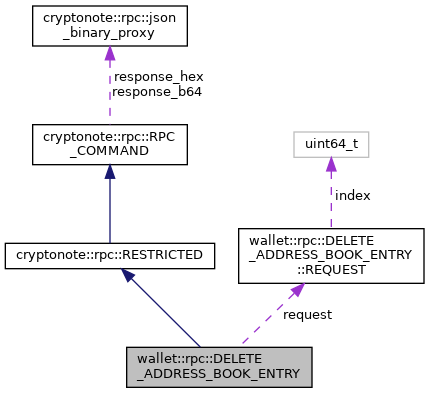 cryptonote::rpc::json
_binary_proxy
response_hex
response_b64
cryptonote::rpc::RPC
_COMMAND
uint64_t
index
cryptonote::rpc::RESTRICTED
wallet::rpc::DELETE
_ADDRESS_BOOK_ENTRY
::REQUEST
request
wallet::rpc::DELETE
_ADDRESS_BOOK_ENTRY